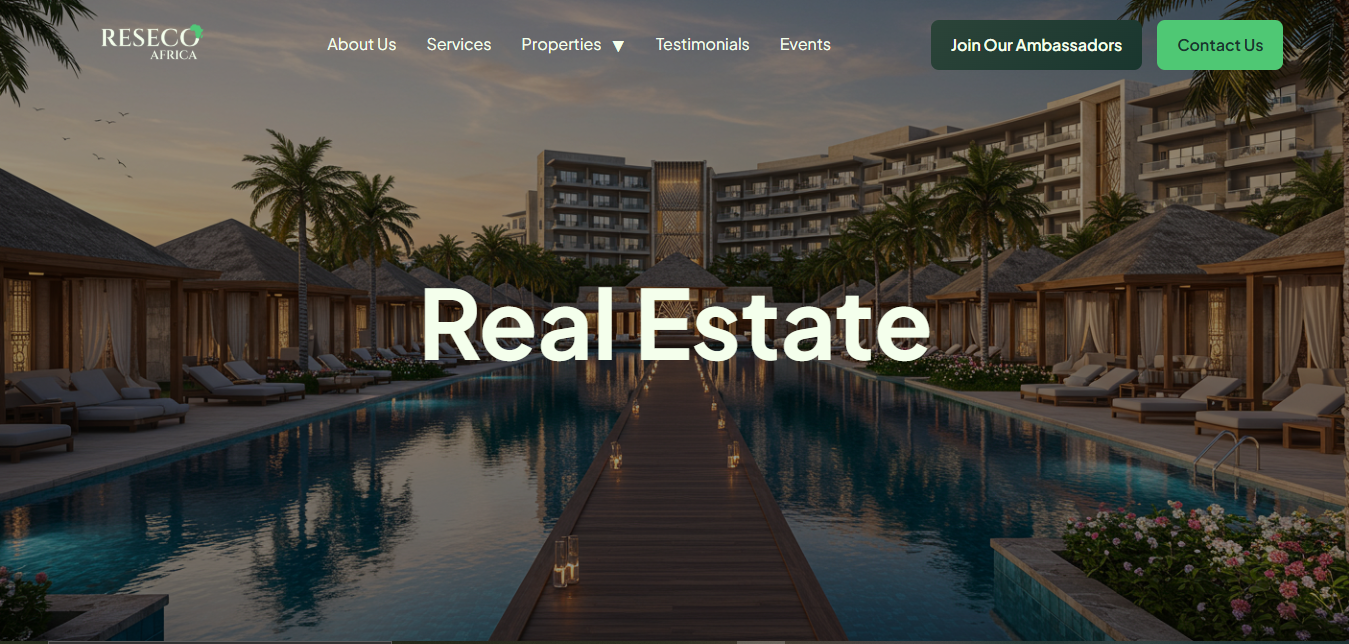 RESECO
AFRICA
About Us
Services
Properties ▼
Testimonials
Events
Join Our Ambassadors
Contact Us
Real Estate